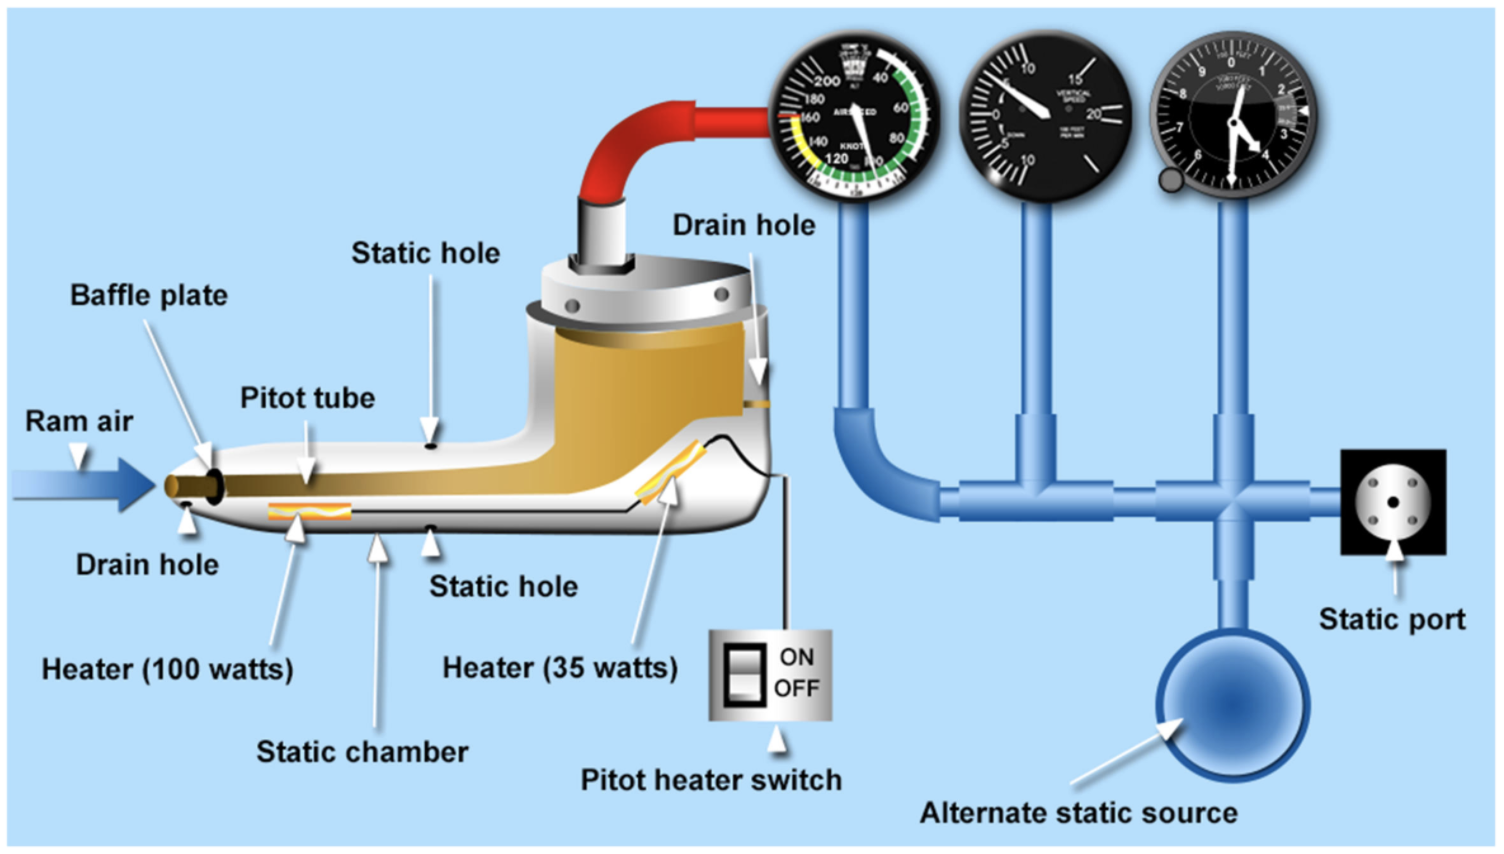 Static hole
Drain hole
Baffle plate
Pitot tube
Ram air
Drain hole
Static hole
Heater (100 watts)
Heater (35 watts)
Static chamber
ON
OFF
Pitot heater switch
Static port
Alternate static source
200
40
180
160
AIRSPEED
60
140
KNOTS
80
120
100
10
15
5
VERTICAL
SPEED
0
20
DOWN
100 FEET
PER MIN
5
10
0
9
1
8
2
7
3
6
4